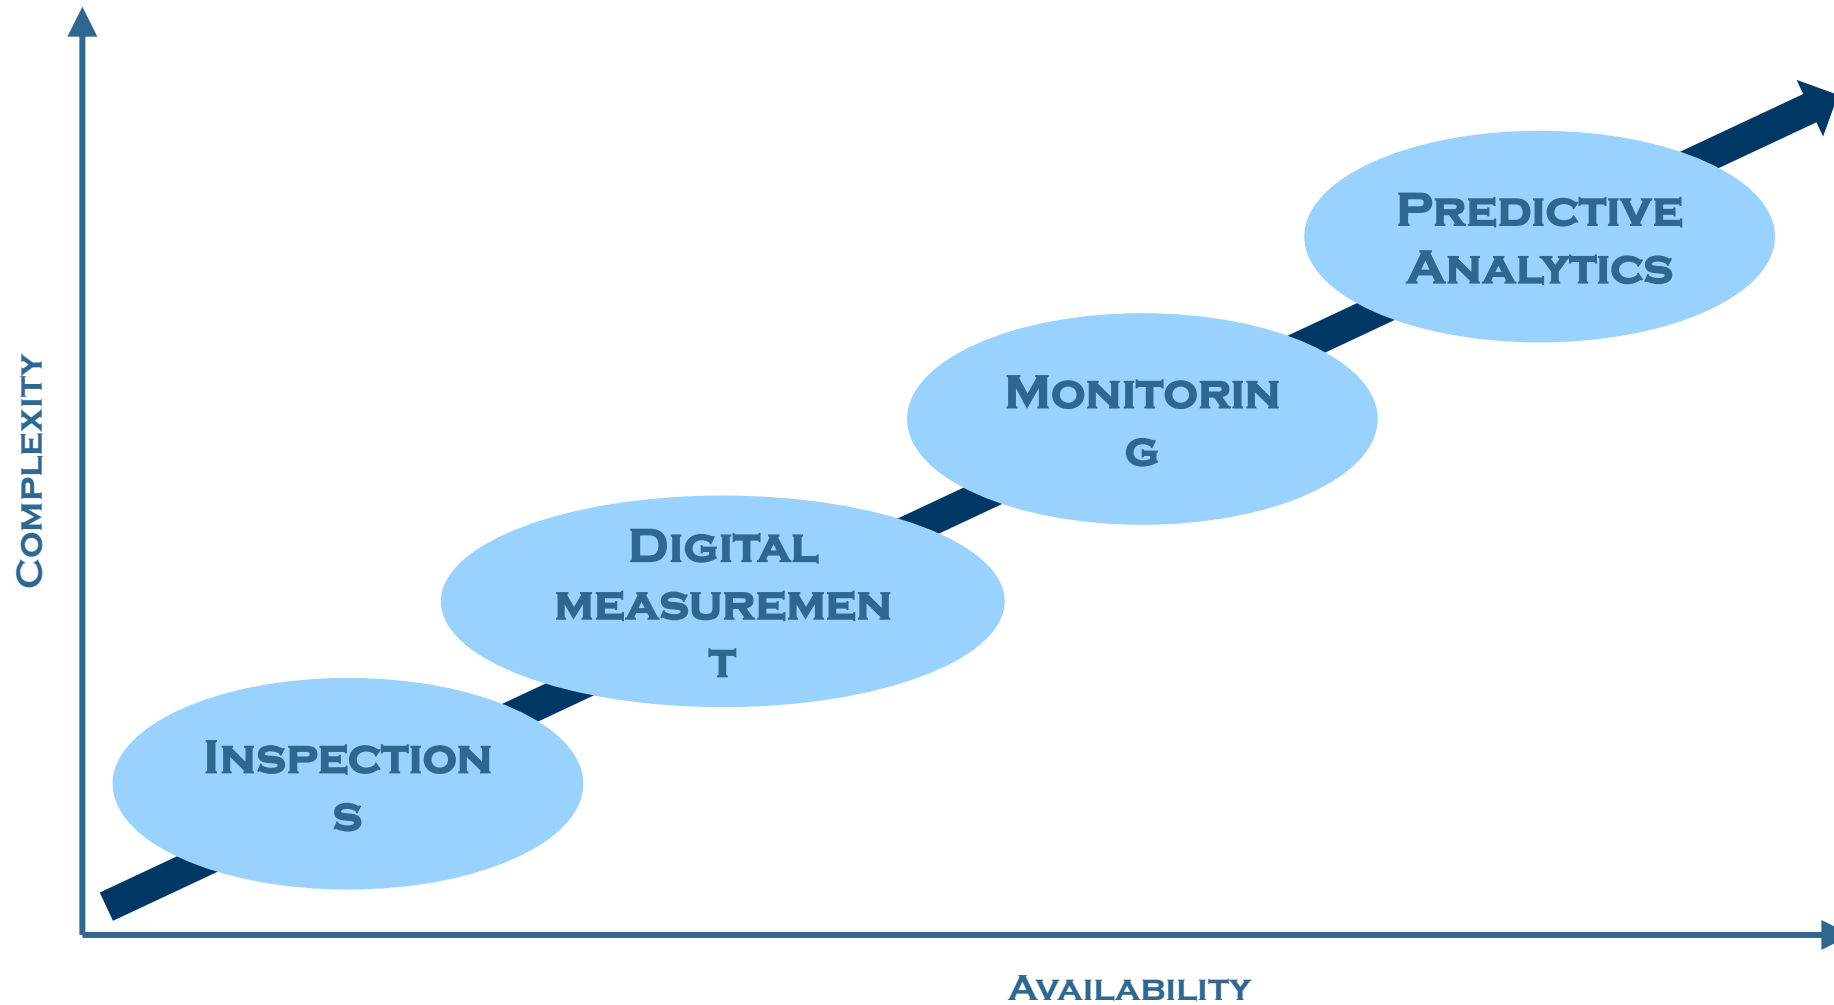 Complexity
Predictive
Analytics
Monitorin
g
Digital
measuremen
t
Inspection
s
Availability